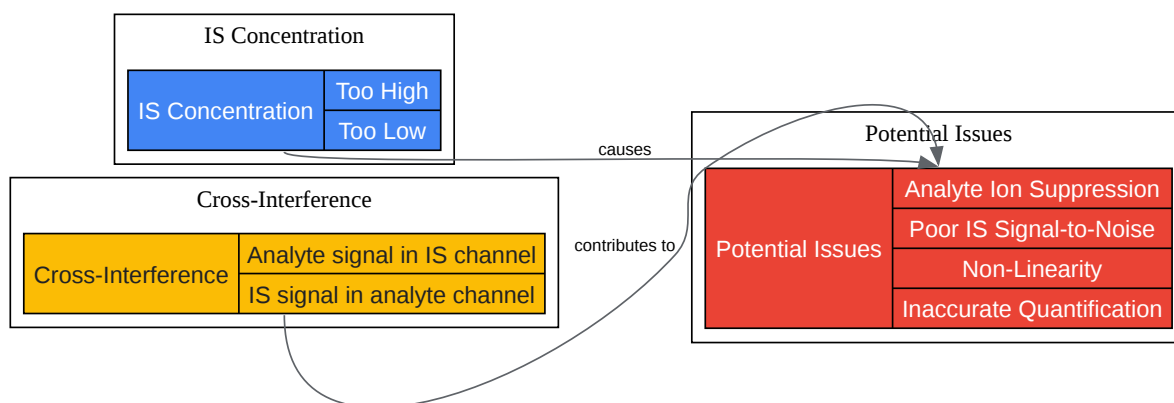 IS Concentration
IS Concentration
Too High
Too Low
causes
Cross-Interference
Cross-Interference
Analyte signal in IS channel
IS signal in analyte channel
contributes to
Potential Issues
Potential Issues
Analyte Ion Suppression
Poor IS Signal-to-Noise
Non-Linearity
Inaccurate Quantification